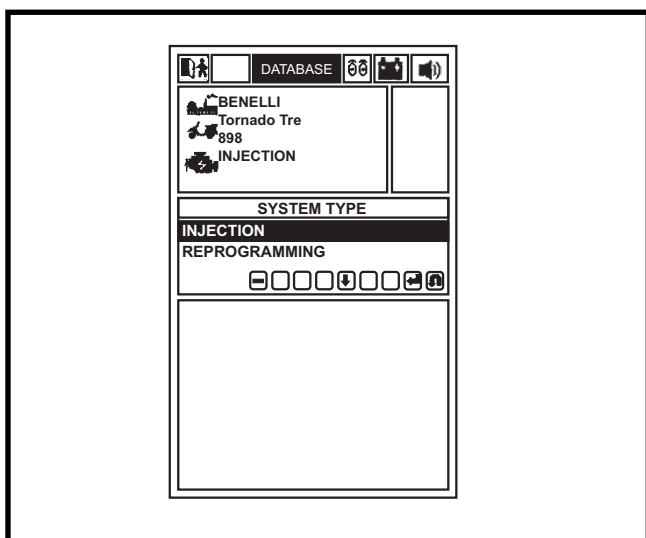 DATABASE
BENELLI
Tornado Tre
898
INJECTION
SYSTEM TYPE
INJECTION
REPROGRAMMING